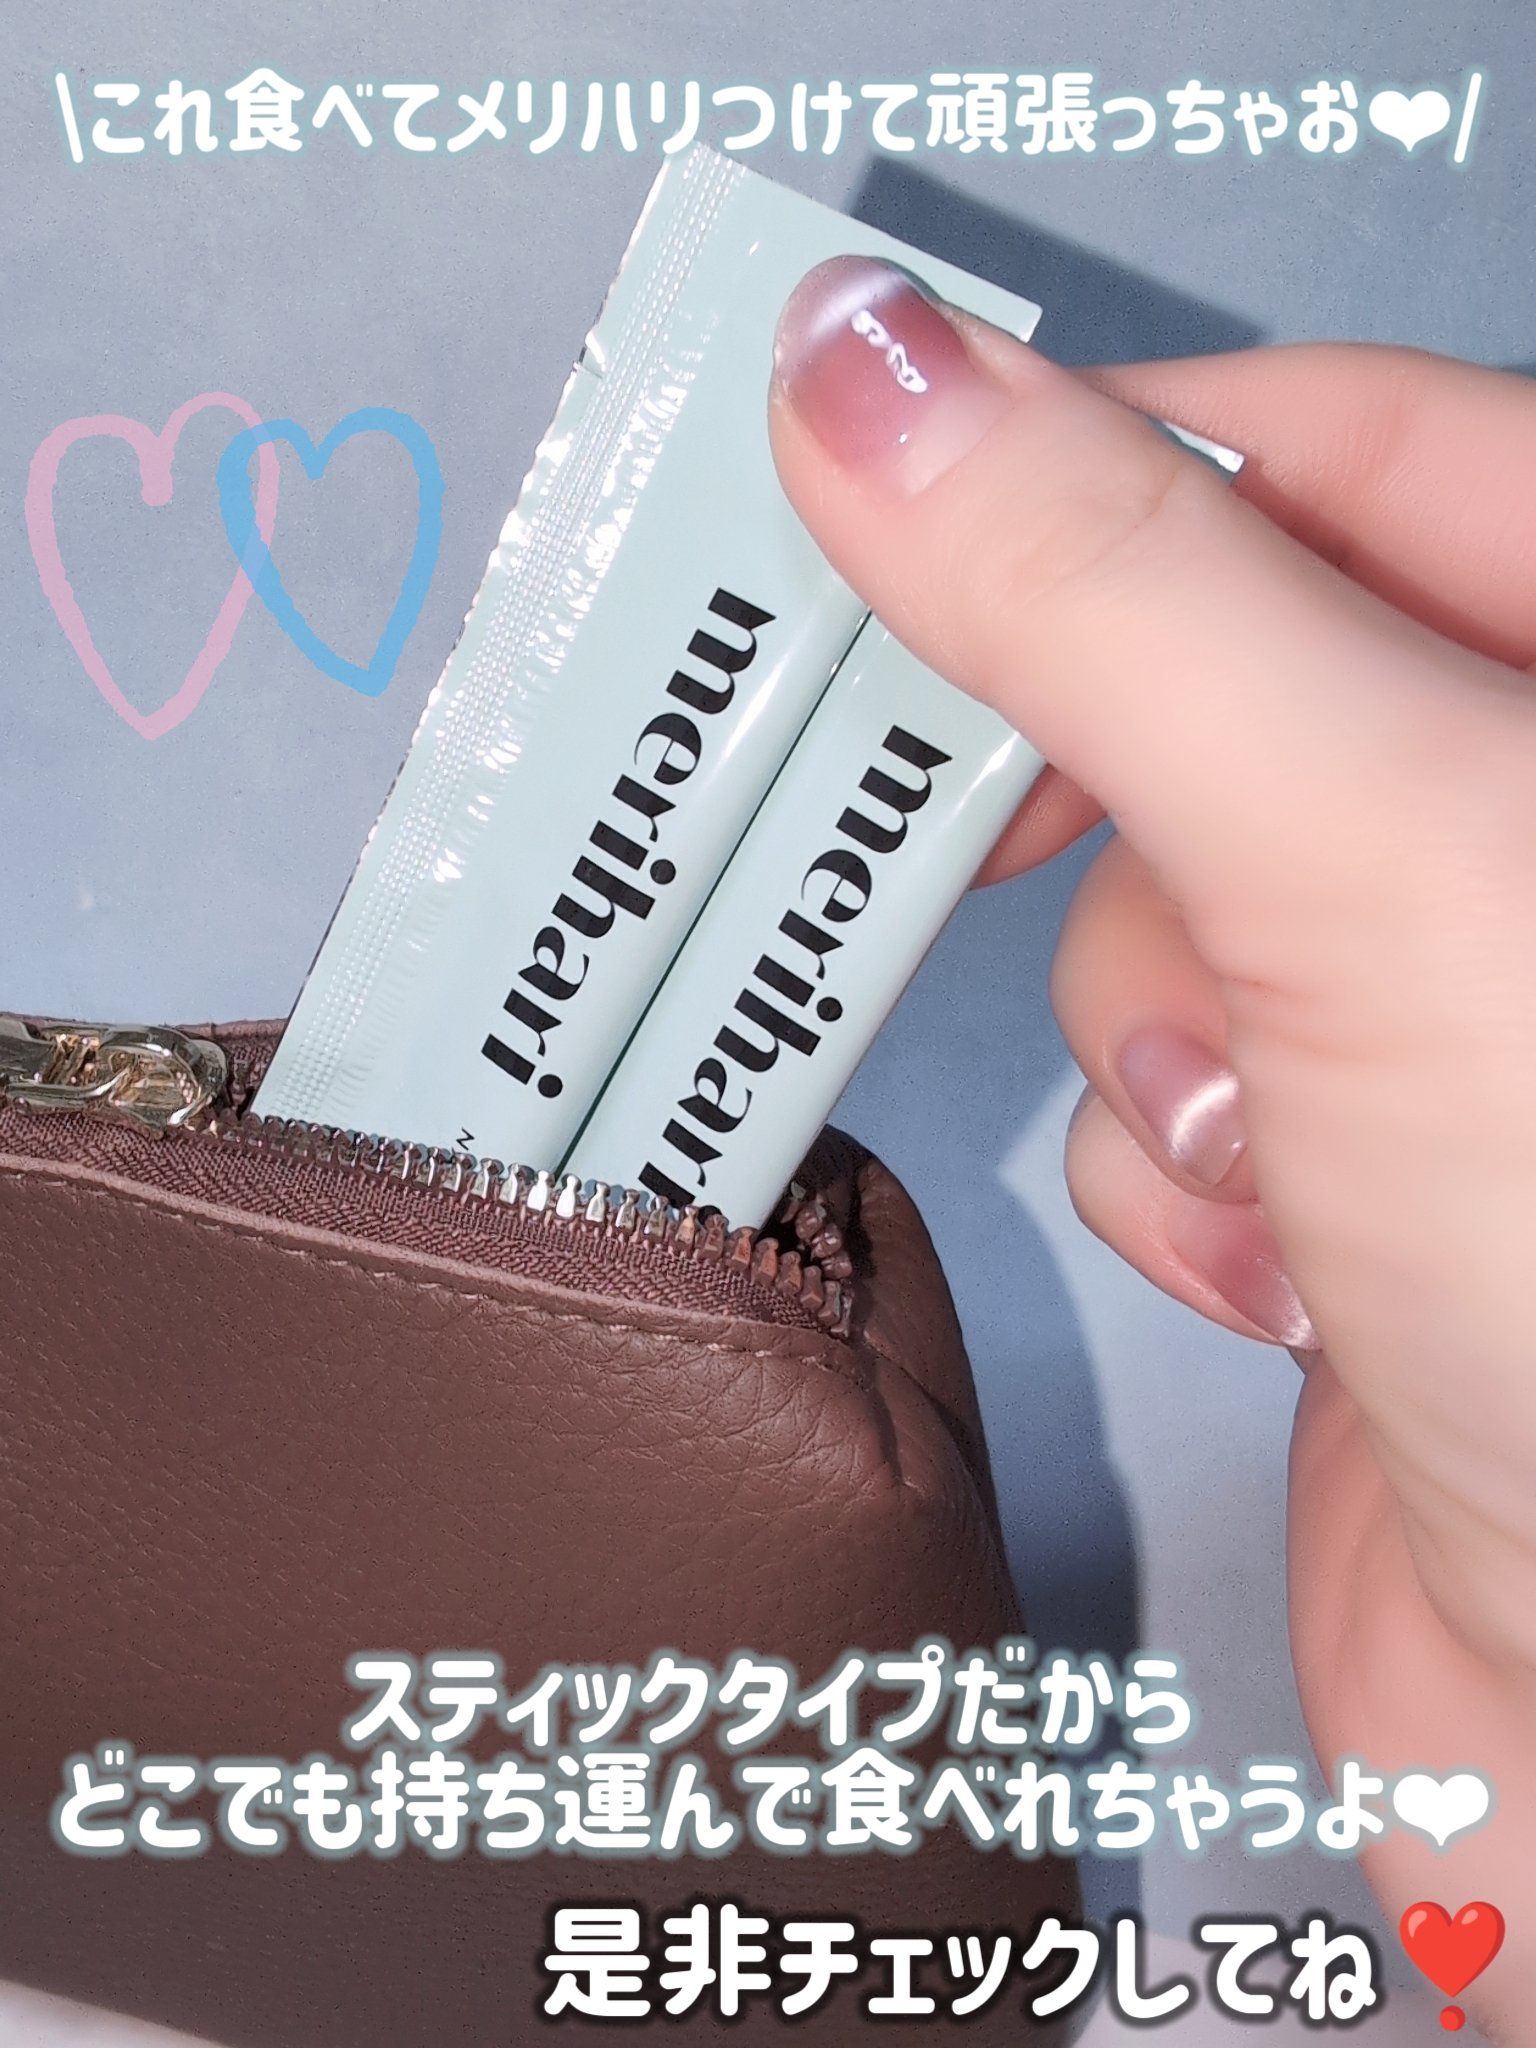 \これ食べてメリハリつけて頑張っちゃお❤/
merihari
merihari
スティックタイプだから
どこでも持ち運んで食べれちゃうよ❤
是非チェックしてね❣️